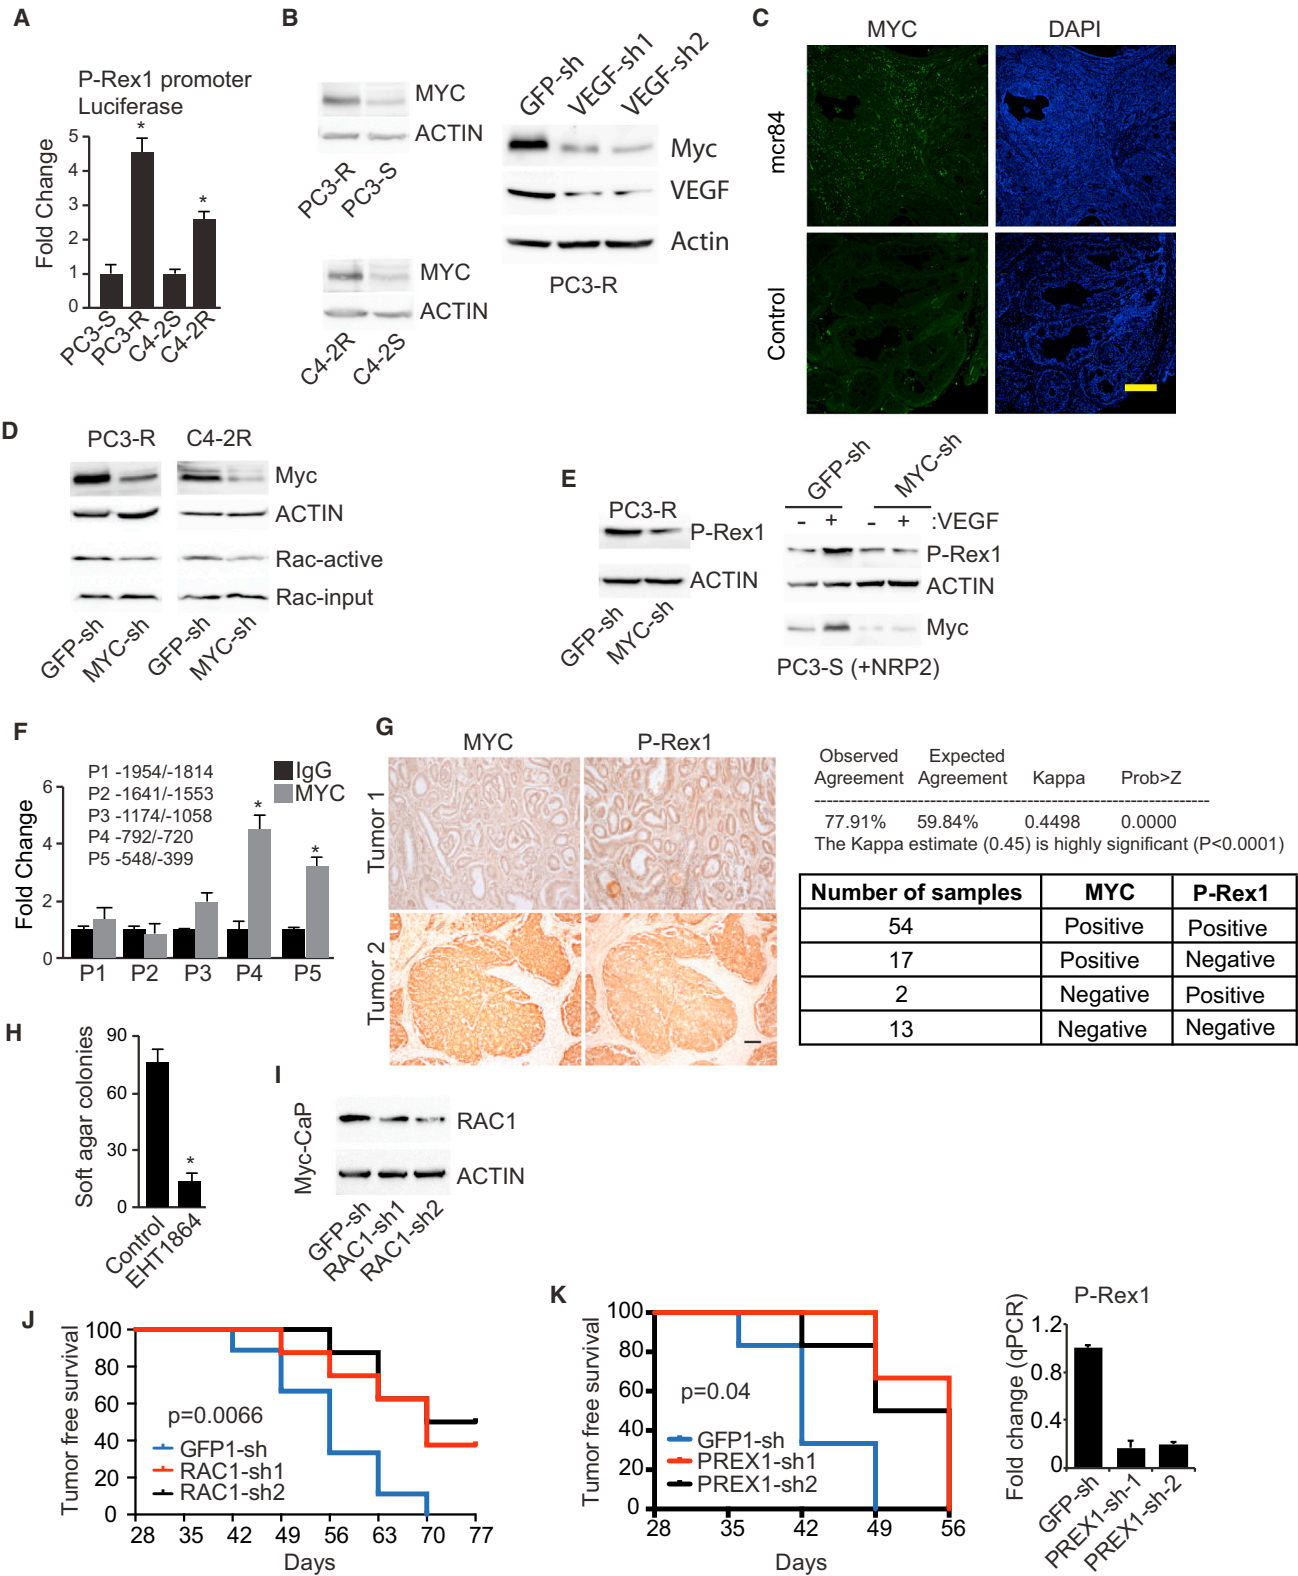 A
P-Rex1 promoter
Luciferase
Fold Change
5
4
3
2
1
0
*
*
PC3-S
PC3-R
C4-2S
C4-2R
B
MYC
ACTIN
PC3-R
PC3-S
MYC
ACTIN
C4-2R
C4-2S
GFP-sh
VEGF-sh1
VEGF-sh2
Myc
VEGF
Actin
PC3-R
C
MYC
DAPI
mcr84
Control
D
PC3-R
C4-2R
Myc
ACTIN
Rac-active
Rac-input
GFP-sh
MYC-sh
GFP-sh
MYC-sh
E
PC3-R
P-Rex1
ACTIN
GFP-sh
MYC-sh
GFP-sh
MYC-sh
- + - + :VEGF
P-Rex1
ACTIN
Myc
PC3-S (+NRP2)
F
P1 -1954/-1814
P2 -1641/-1553
P3 -1174/-1058
P4 -792/-720
P5 -548/-399
IgG
MYC
Fold Change
6
4
2
0
*
*
P1 P2 P3 P4 P5
G
MYC
P-Rex1
Tumor 1
Tumor 2
Observed Expected
Agreement Agreement Kappa Prob>Z
77.91% 59.84% 0.4498 0.0000
The Kappa estimate (0.45) is highly significant (P<0.0001)
Number of samples MYC P-Rex1
54 Positive Positive
17 Positive Negative
2 Negative Positive
13 Negative Negative
H
Soft agar colonies
90
60
30
0
*
Control
EHT1864
I
Myc-CaP
RAC1
ACTIN
GFP-sh
RAC1-sh1
RAC1-sh2
J
Tumor free survival
100
80
60
40
20
0
p=0.0066
GFP1-sh
RAC1-sh1
RAC1-sh2
28 35 42 49 56 63 70 77
Days
K
Tumor free survival
100
80
60
40
20
0
p=0.04
GFP1-sh
PREX1-sh1
PREX1-sh2
28 35 42 49 56
Days
P-Rex1
Fold change (qPCR)
1.2
0.8
0.4
0
GFP-sh
PREX1-sh-1
PREX1-sh-2